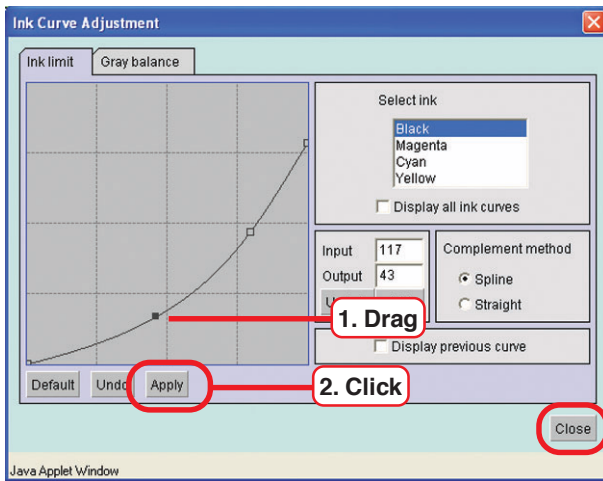 Ink Curve Adjustment
Ink limit
Gray balance
Select ink
Black
Magenta
Cyan
Yellow
Display all ink curves
Input 117
Output 43
Complement method
Spline
Straight
1. Drag
Display previous curve
Default Undo Apply
2. Click
Close
Java Applet Window